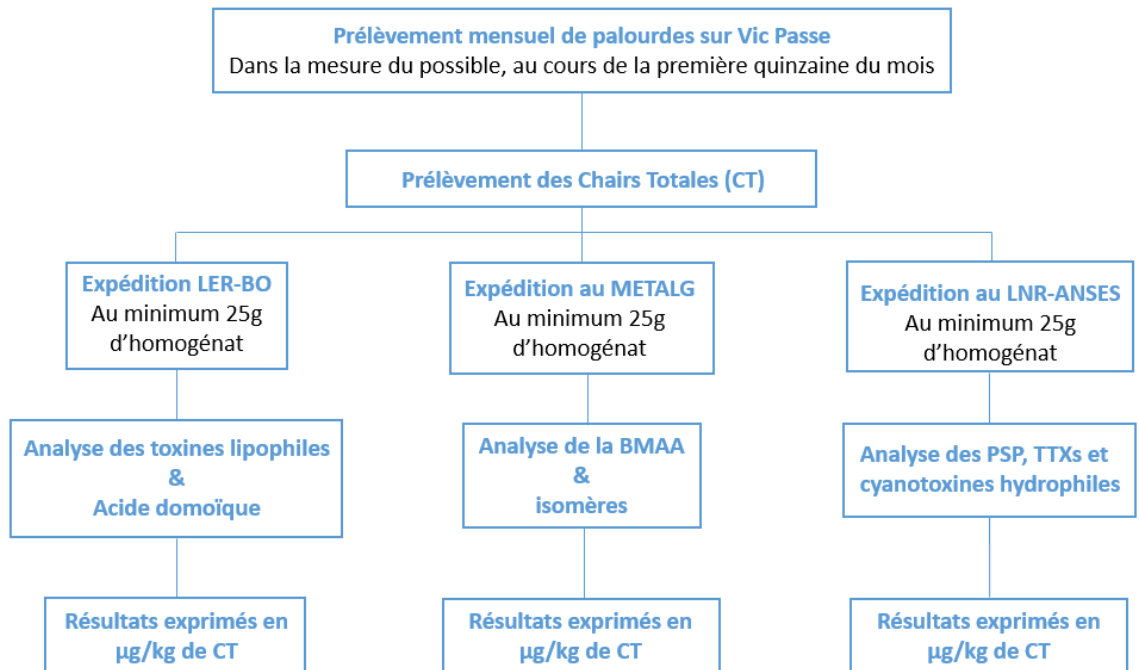 Prélèvement mensuel de palourdes sur Vic Passe
Dans la mesure du possible, au cours de la première quinzaine du mois
Prélèvement des Chairs Totales (CT)
Expédition LER-BO
Au minimum 25g
d’homogénat
Expédition au METALG
Au minimum 25g
d’homogénat
Expédition au LNR-ANSES
Au minimum 25g
d’homogénat
Analyse des toxines lipophiles
&
Acide domoïque
Analyse de la BMAA
&
isomères
Analyse des PSP, TTXs et
cyanotoxines hydrophiles
Résultats exprimés en
µg/kg de CT
Résultats exprimés en
µg/kg de CT
Résultats exprimés en
µg/kg de CT